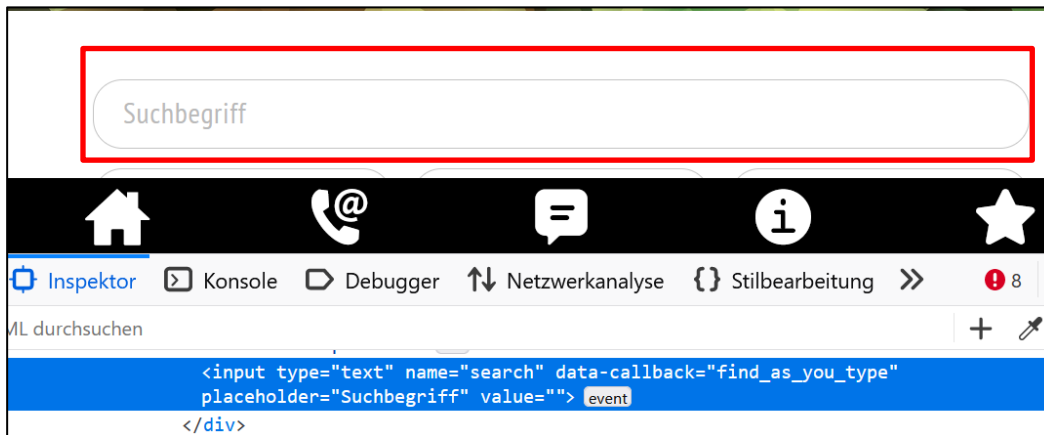 Suchbegriff
@
i
Inspektor Konsole Debugger Netzwerkanalyse {} Stilbearbeitung 8
ML durchsuchen
<input type="text" name="search" data-callback="find_as_you_type"
placeholder="Suchbegriff" value=""> event
</div>